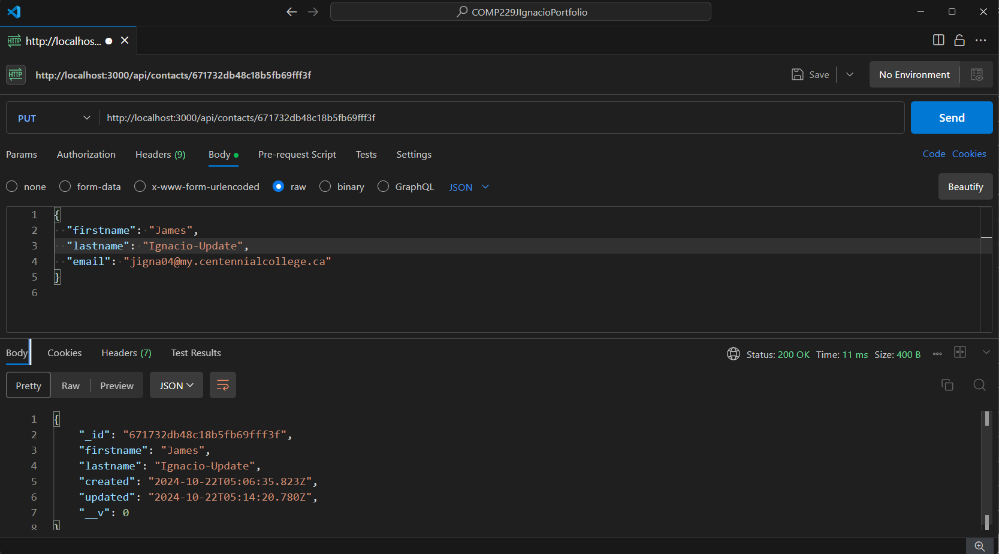 COMP229JIgnacioPortfolio
HTTP http://localhos...
HTTP http://localhost:3000/api/contacts/671732db48c18b5fb69fff3f Save No Environment
PUT http://localhost:3000/api/contacts/671732db48c18b5fb69fff3f Send
Params Authorization Headers (9) Body Pre-request Script Tests Settings Code Cookies
none form-data x-www-form-urlencoded raw binary GraphQL JSON Beautify
1 {
2 "firstname": "James",
3 "lastname": "Ignacio-Update",
4 "email": "jigna04@my.centennialcollege.ca"
5 }
6
Body Cookies Headers (7) Test Results Status: 200 OK Time: 11 ms Size: 400 B
Pretty Raw Preview JSON
1 {
2 "_id": "671732db48c18b5fb69fff3f",
3 "firstname": "James",
4 "lastname": "Ignacio-Update",
5 "created": "2024-10-22T05:06:35.823Z",
6 "updated": "2024-10-22T05:14:20.780Z",
7 "__v": 0
8 }